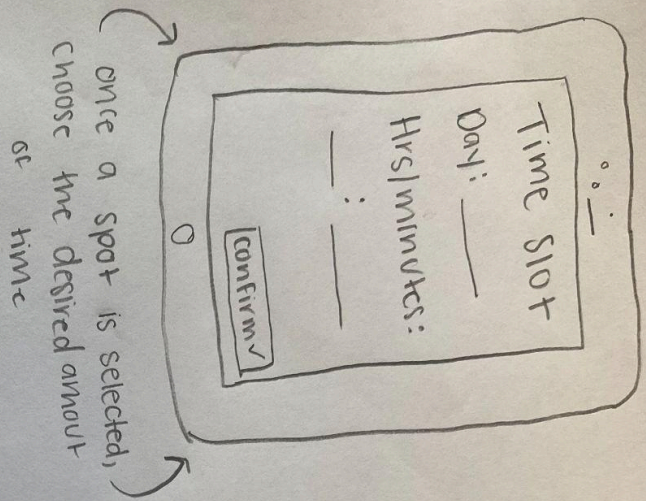 Time Slot
Day: ___
Hrs/minutes:
___ : ___
confirm✓
once a spot is selected,
choose the desired amout
of time